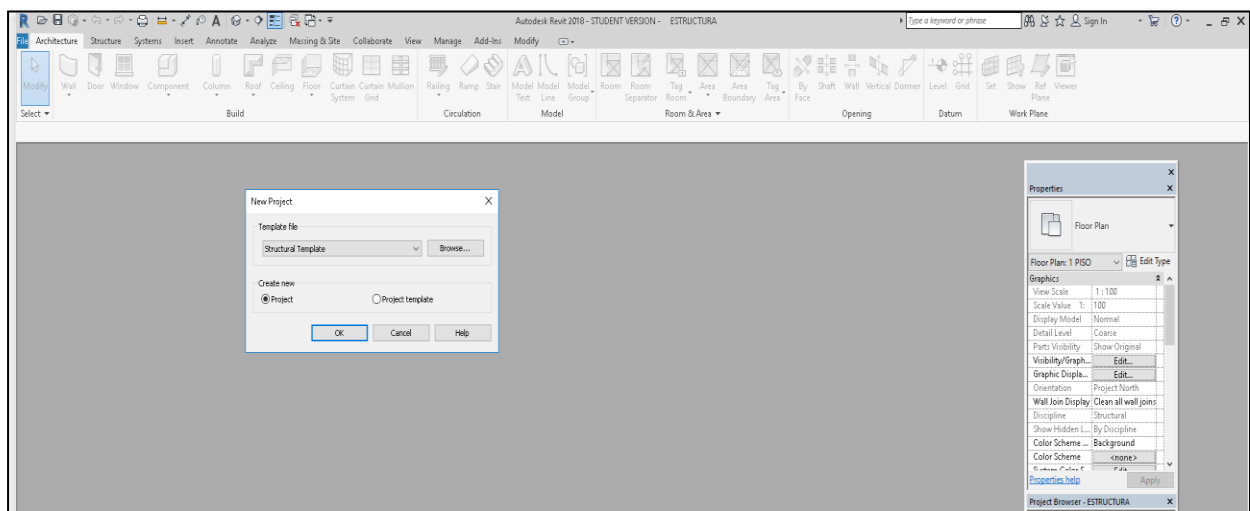 Autodesk Revit 2018 - STUDENT VERSION - ESTRUCTURA
Type a keyword or phrase
Sign In
File Architecture Structure Systems Insert Annotate Analyze Massing & Site Collaborate View Manage Add-Ins Modify
Modify Wall Door Window Component Column Roof Ceiling Floor Curtain System Curtain Grid Mullion Railing Ramp Stair Model Text Model Line Model Group Room Room Separator Tag Room Area Area Boundary Tag Area By Face Shaft Wall Vertical Dormer Level Grid Set Show Ref Plane Viewer
Select Build Circulation Model Room & Area Opening Datum Work Plane
New Project
Template file
Structural Template Browse...
Create new
Project Project template
OK Cancel Help
Properties
Floor Plan
Floor Plan: 1 PISO Edit Type
Graphics
View Scale 1 : 100
Scale Value 1: 100
Display Model Normal
Detail Level Coarse
Parts Visibility Show Original
Visibility/Graph... Edit...
Graphic Displa... Edit...
Orientation Project North
Wall Join Display Clean all wall joins
Discipline Structural
Show Hidden L... By Discipline
Color Scheme ... Background
Color Scheme <none>
Properties help Apply
Project Browser - ESTRUCTURA